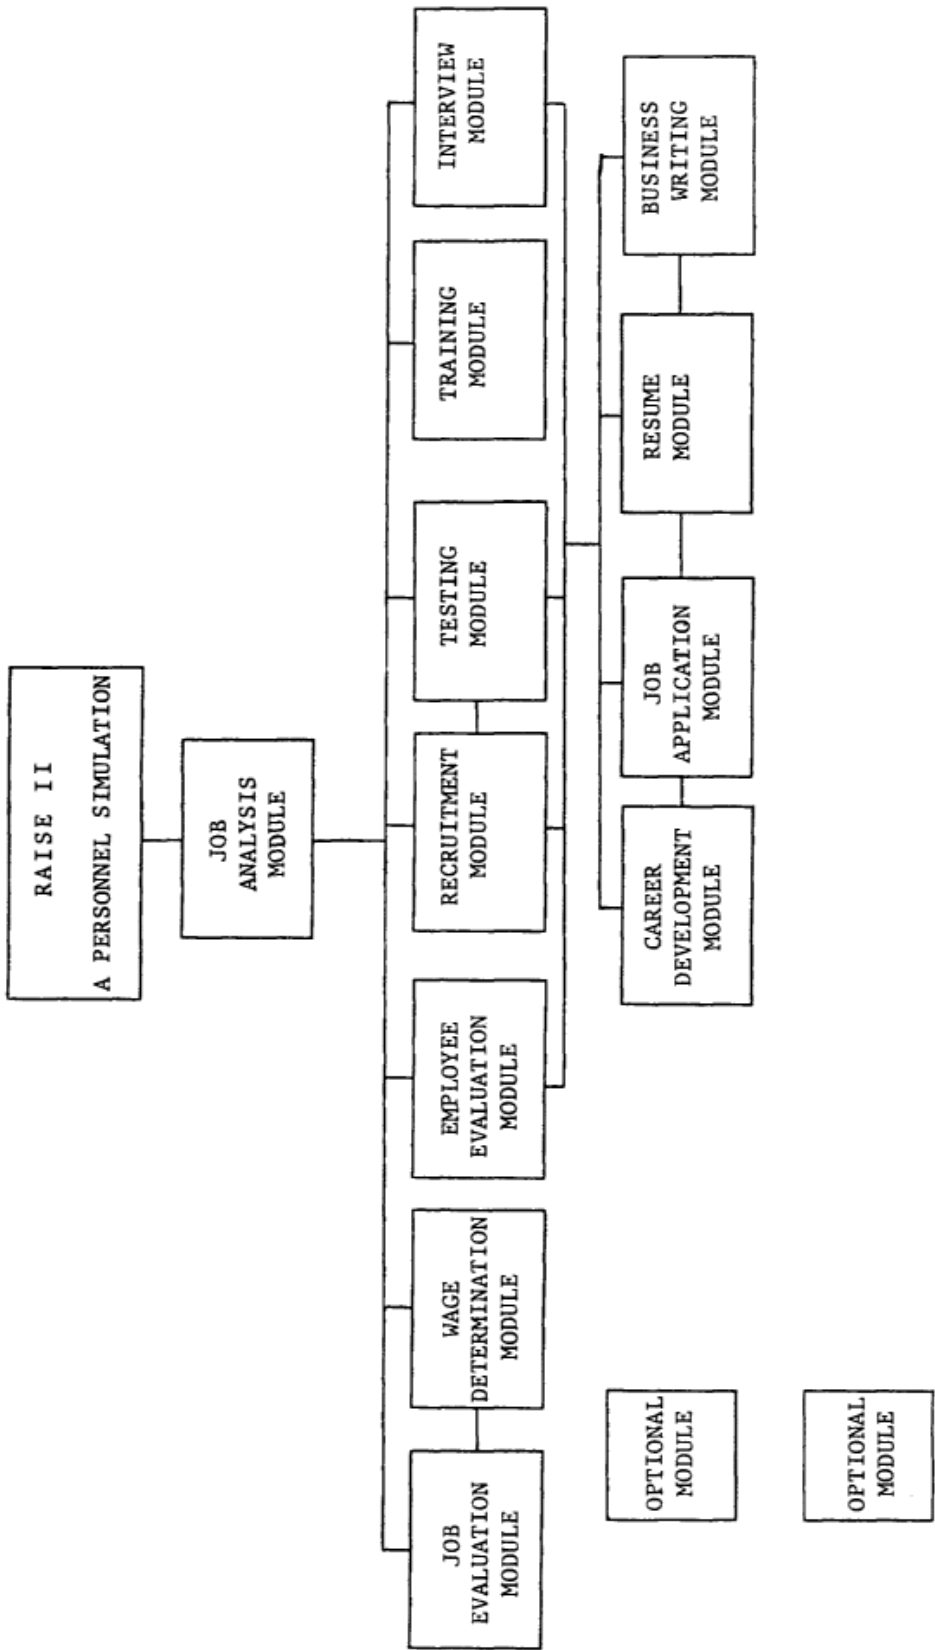 RAISE II
A PERSONNEL SIMULATION
JOB
ANALYSIS
MODULE
JOB
EVALUATION
MODULE
WAGE
DETERMINATION
MODULE
EMPLOYEE
EVALUATION
MODULE
RECRUITMENT
MODULE
TESTING
MODULE
TRAINING
MODULE
INTERVIEW
MODULE
CAREER
DEVELOPMENT
MODULE
JOB
APPLICATION
MODULE
RESUME
MODULE
BUSINESS
WRITING
MODULE
OPTIONAL
MODULE
OPTIONAL
MODULE